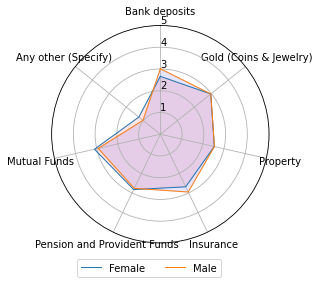 Bank deposits
5
4
Any other (Specify)
Gold (Coins & Jewelry)
3
2
1
Mutual Funds
Property
Pension and Provident Funds
Insurance
Female
Male